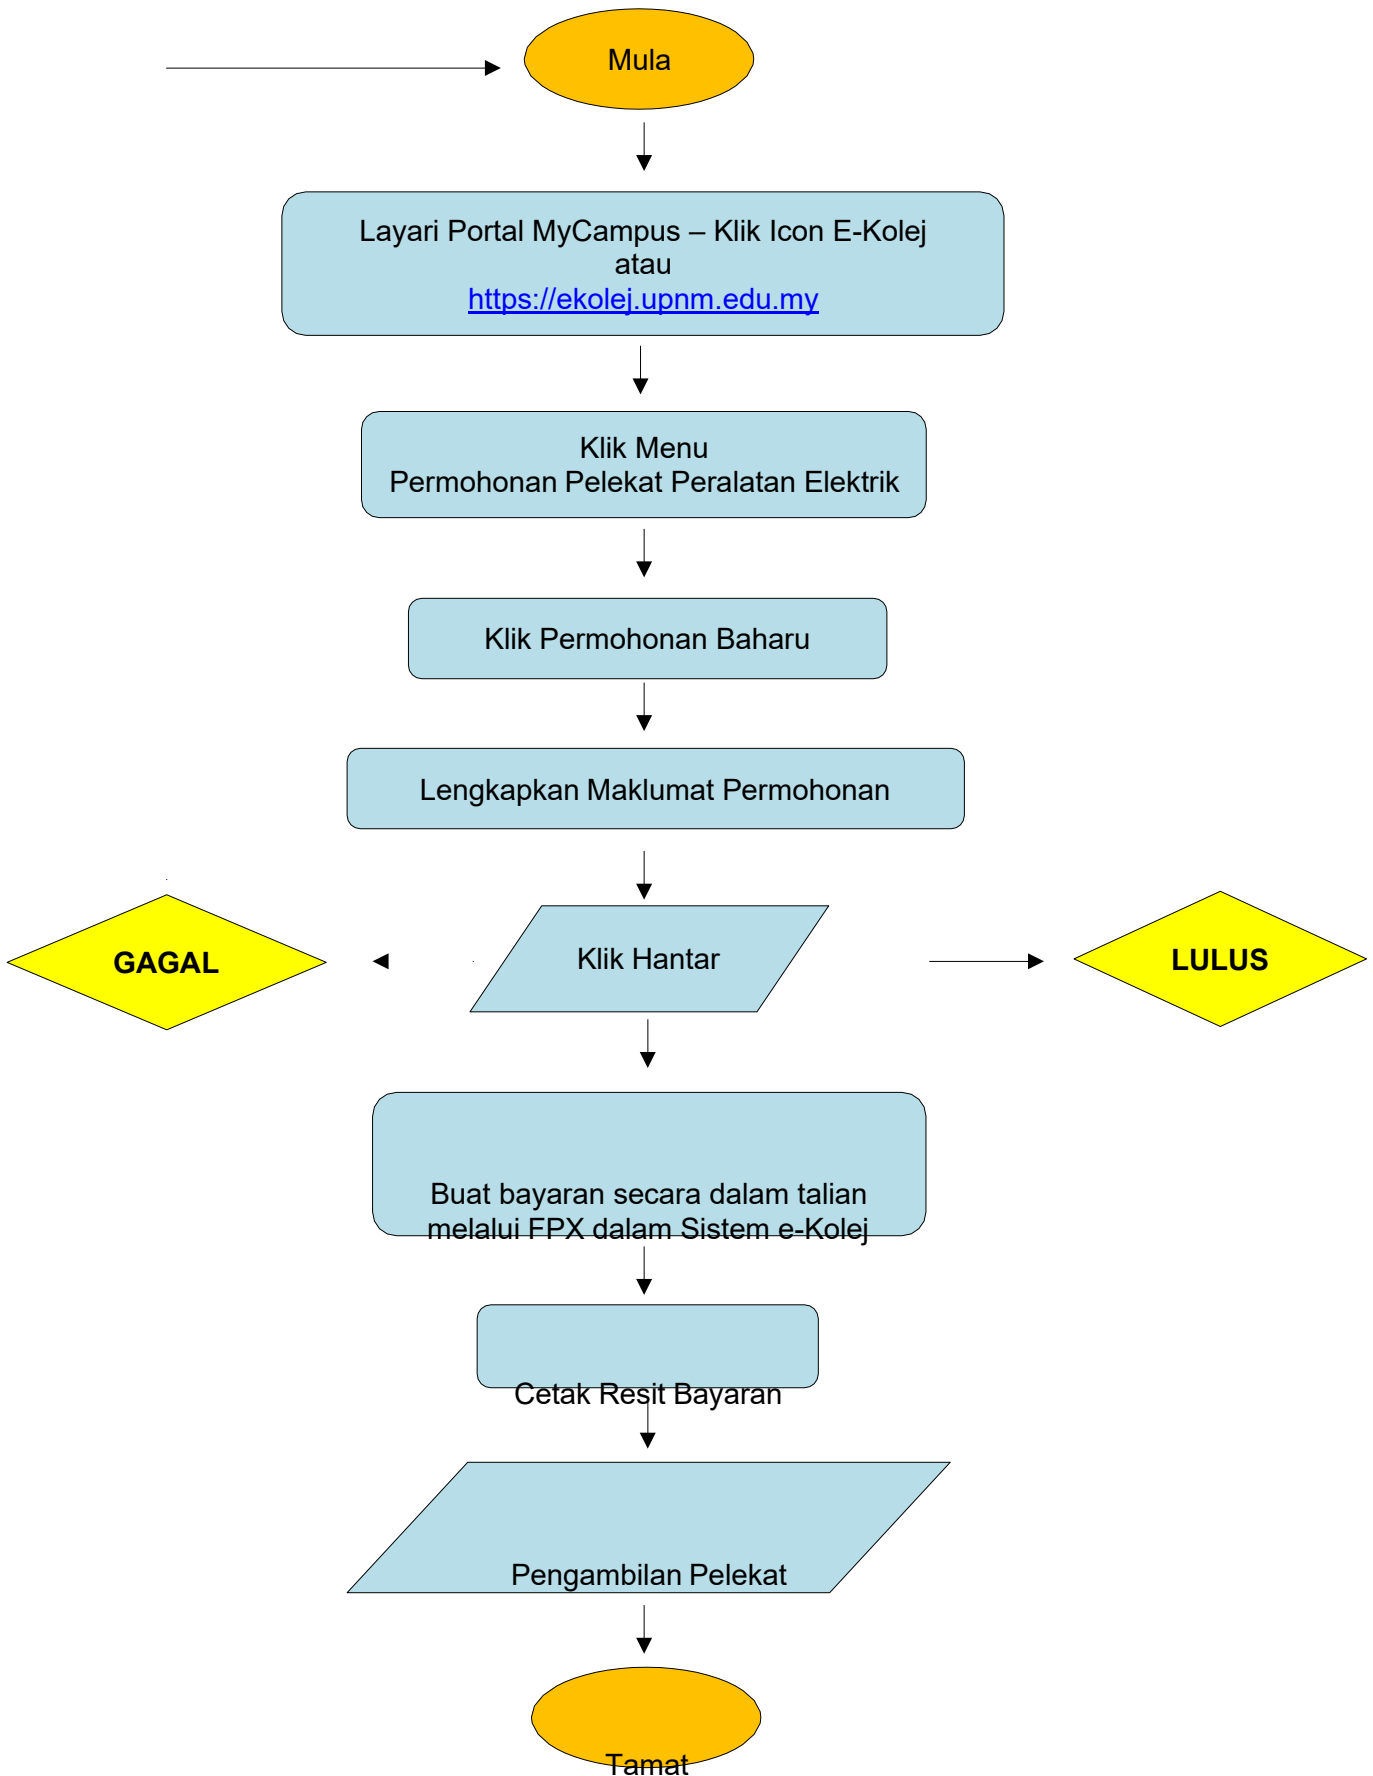 Mula
Layari Portal MyCampus – Klik Icon E-Kolej
atau
https://ekolej.upnm.edu.my
Klik Menu
Permohonan Pelekat Peralatan Elektrik
Klik Permohonan Baharu
Lengkapkan Maklumat Permohonan
GAGAL
Klik Hantar
LULUS
Buat bayaran secara dalam talian
melalui FPX dalam Sistem e-Kolej
Cetak Resit Bayaran
Pengambilan Pelekat
Tamat